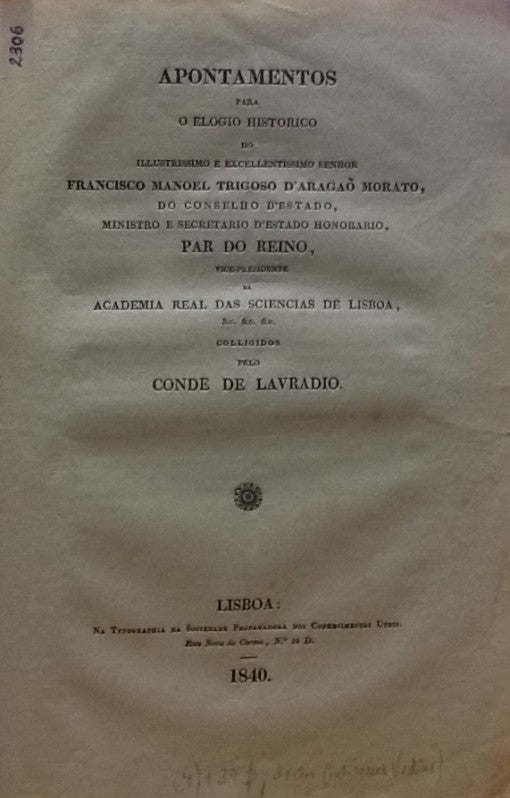 2306
APONTAMENTOS
PARA
O ELOGIO HISTORICO
DO
ILLUSTRISSIMO E EXCELLENTISSIMO SENHOR
FRANCISCO MANOEL TRIGOSO D'ARAGAÕ MORATO,
DO CONSELHO D'ESTADO,
MINISTRO E SECRETARIO D'ESTADO HONORARIO,
PAR DO REINO,
VICE-PRESIDENTE
DA
ACADEMIA REAL DAS SCIENCIAS DE LISBOA,
&c. &c. &c.
COLLIGIDOS
PELO
CONDE DE LAVRADIO.
LISBOA:
NA TYPOGRAPHIA DA SOCIEDADE PROPAGADORA DOS CONHECIMENTOS UTEIS.
Rua Nova do Carmo, N.º 39 D.
1840.